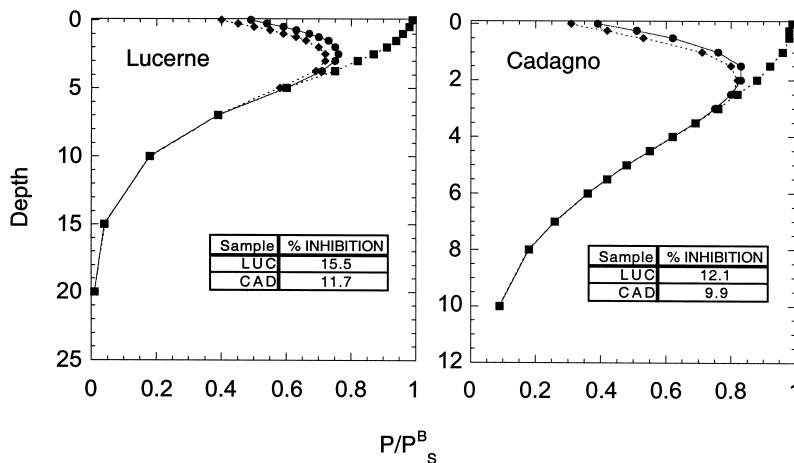 Lucerne
Depth
0
5
10
15
20
25
0
0.2
0.4
0.6
0.8
1
Sample % INHIBITION
LUC 15.5
CAD 11.7
Cadagno
0
2
4
6
8
10
12
0
0.2
0.4
0.6
0.8
1
Sample % INHIBITION
LUC 12.1
CAD 9.9
P/P^B_S